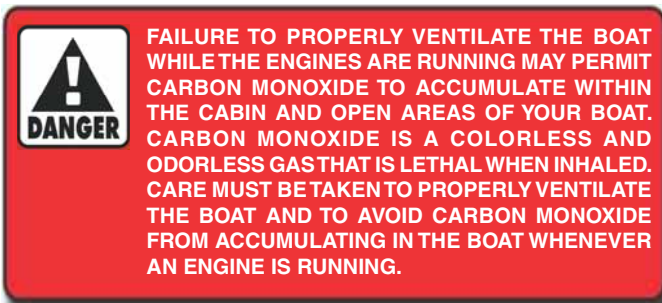 FAILURE TO PROPERLY VENTILATE THE BOAT
WHILE THE ENGINES ARE RUNNING MAY PERMIT
CARBON MONOXIDE TO ACCUMULATE WITHIN
THE CABIN AND OPEN AREAS OF YOUR BOAT.
CARBON MONOXIDE IS A COLORLESS AND
ODORLESS GAS THAT IS LETHAL WHEN INHALED.
CARE MUST BE TAKEN TO PROPERLY VENTILATE
THE BOAT AND TO AVOID CARBON MONOXIDE
FROM ACCUMULATING IN THE BOAT WHENEVER
AN ENGINE IS RUNNING.
!
DANGER